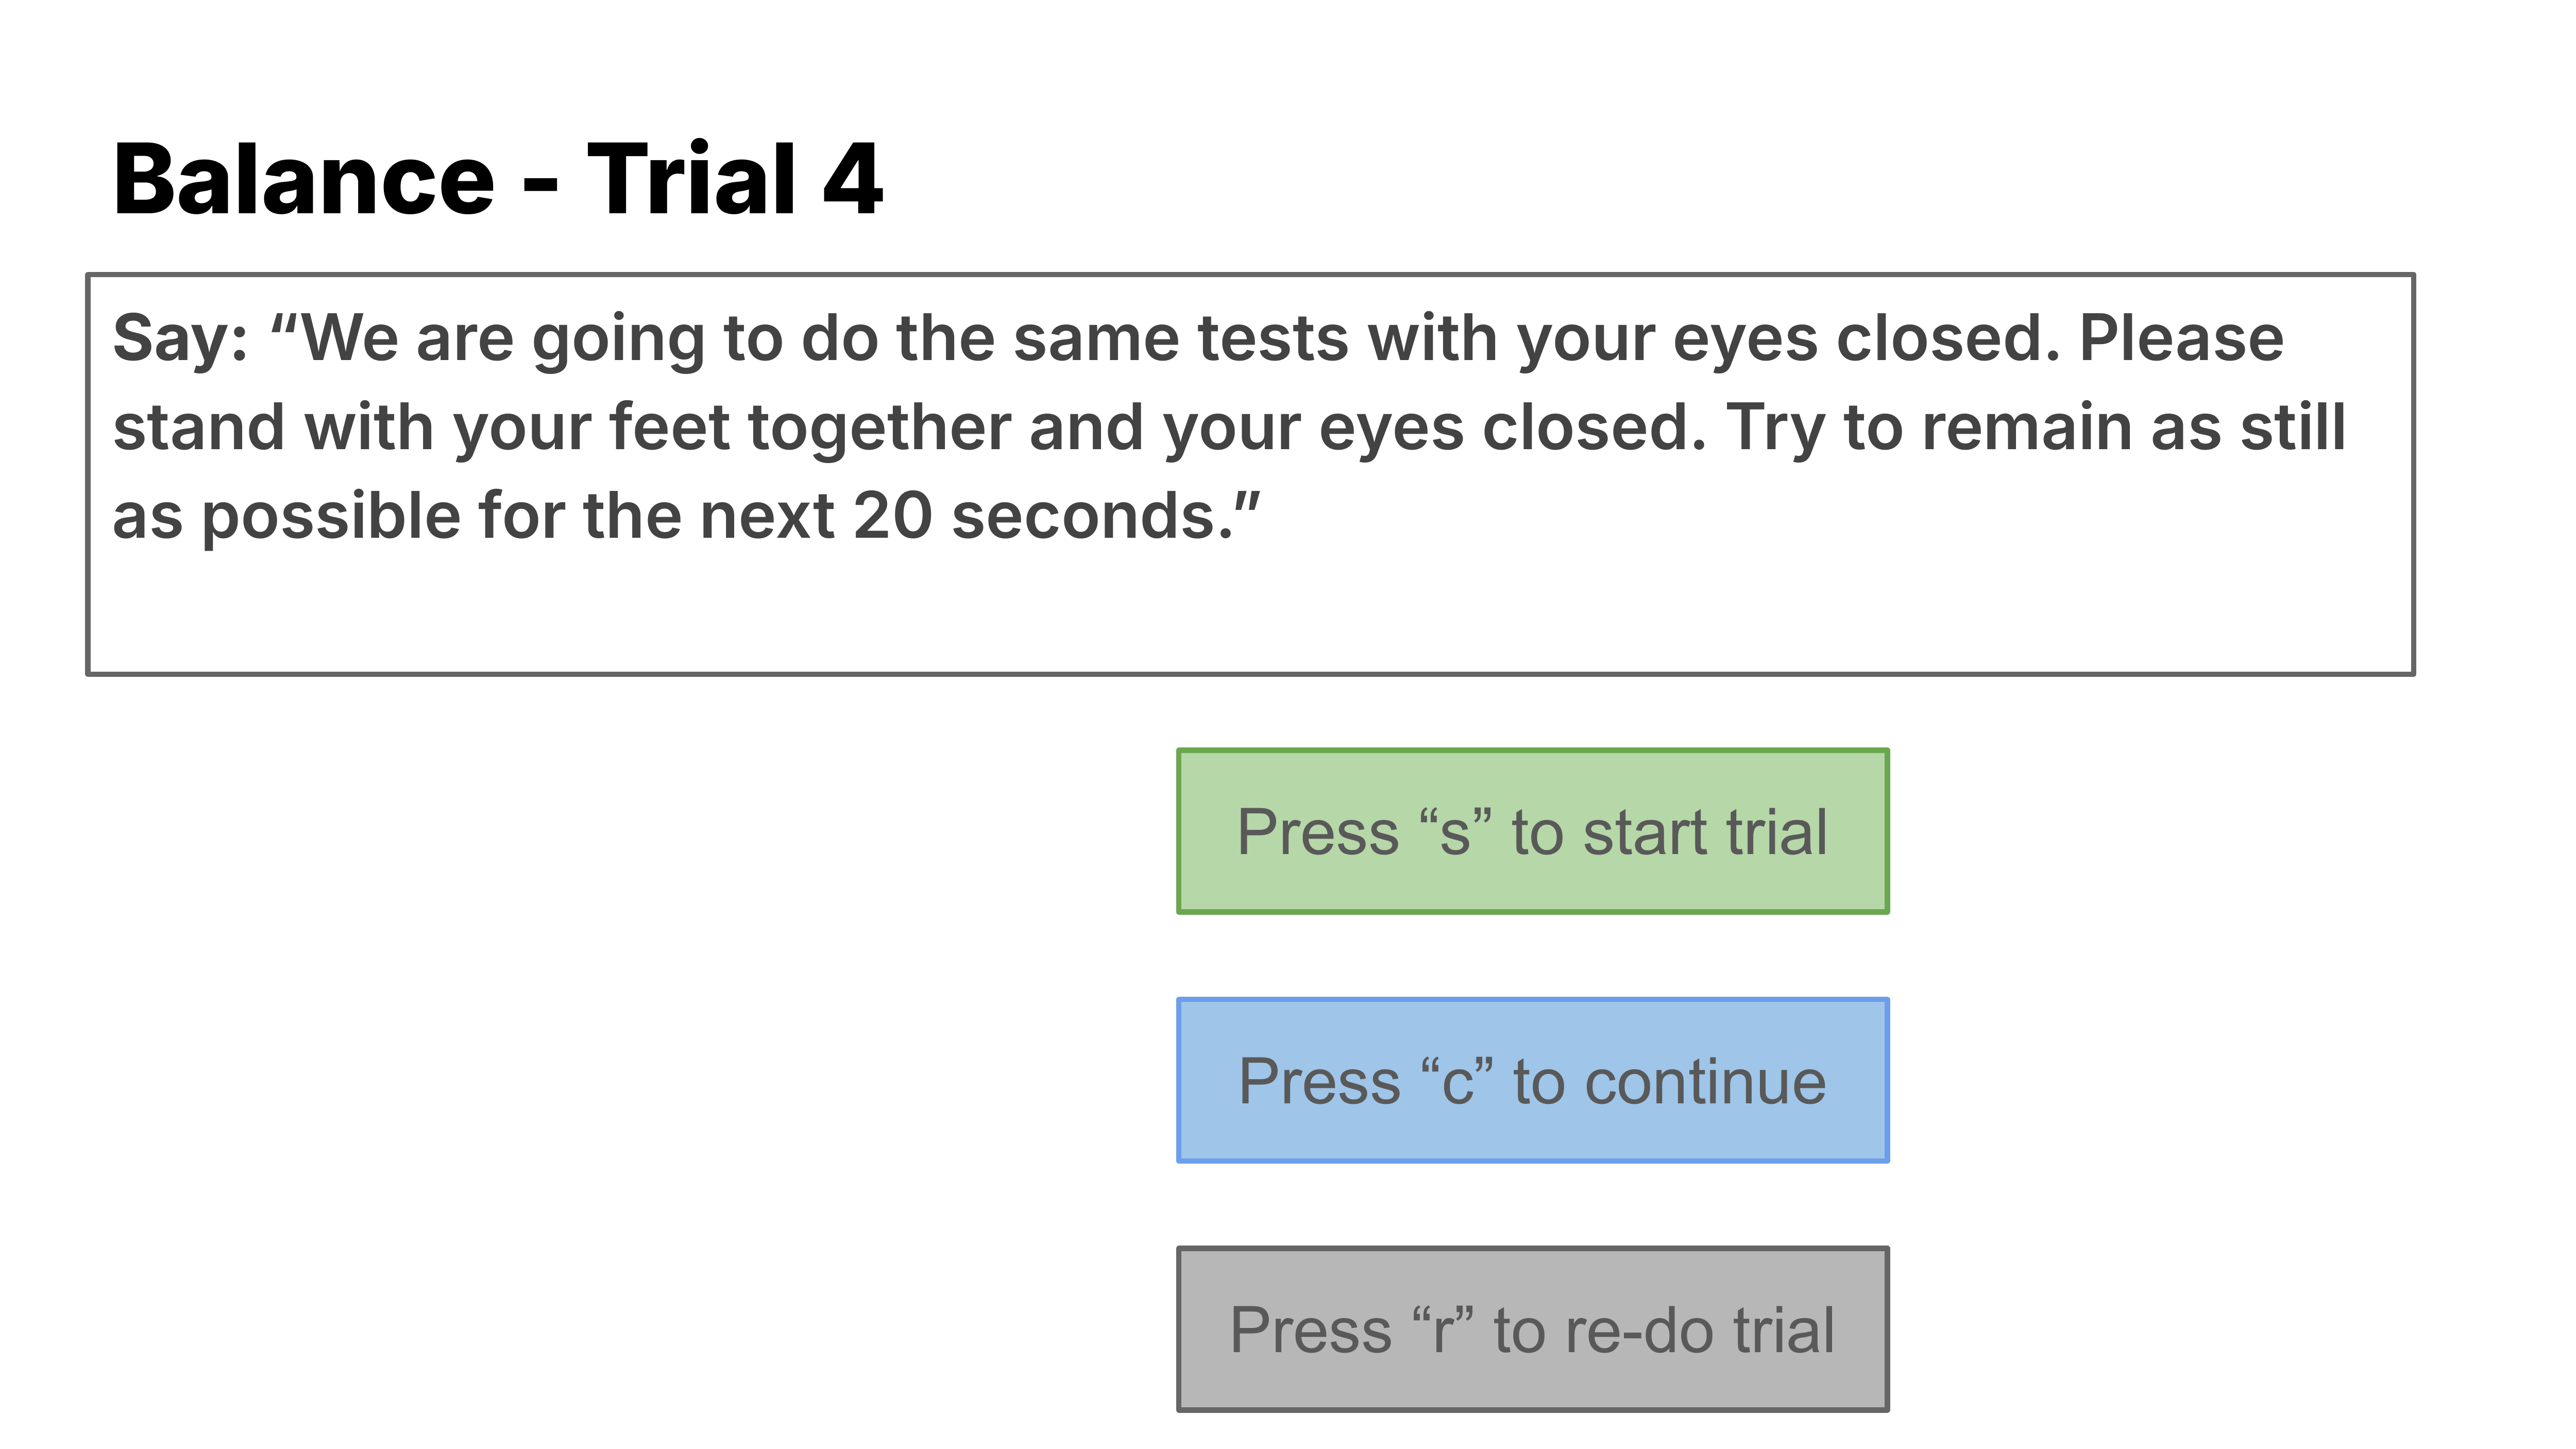 Balance - Trial 4
Say: “We are going to do the same tests with your eyes closed. Please
stand with your feet together and your eyes closed. Try to remain as still
as possible for the next 20 seconds.”
Press “s” to start trial
Press “c” to continue
Press “r” to re-do trial